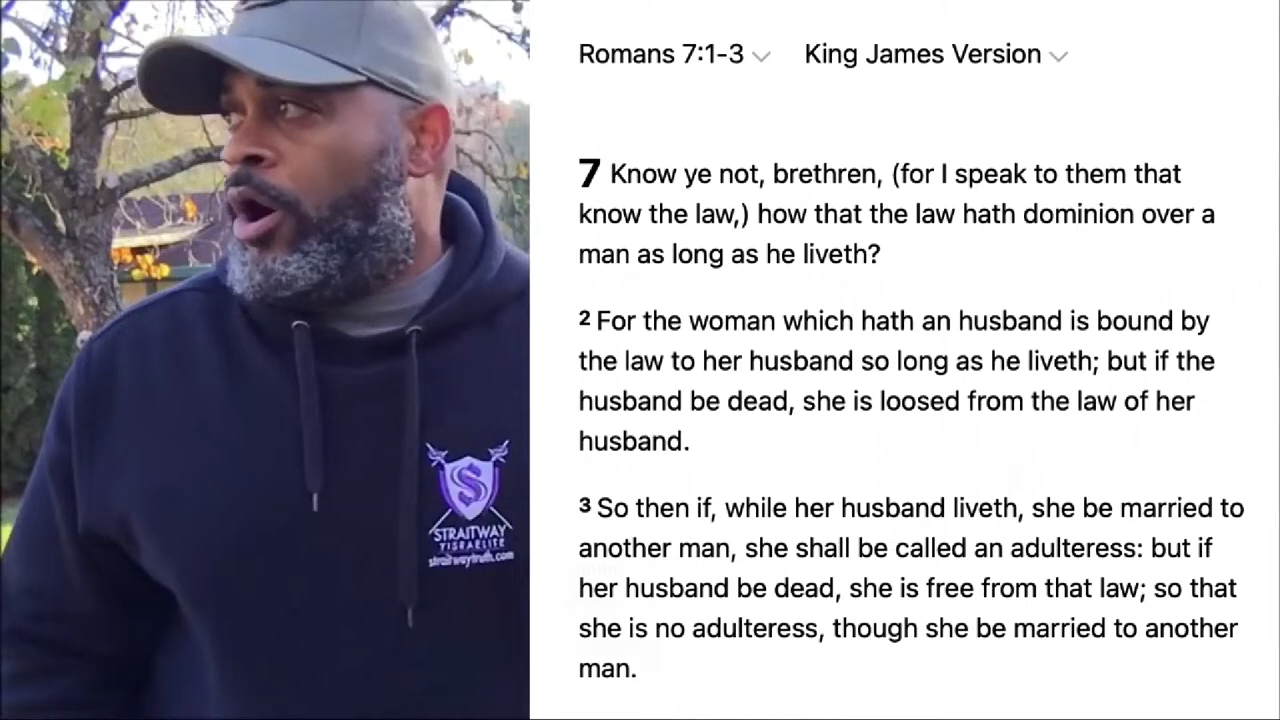 Romans 7:1-3 King James Version
7 Know ye not, brethren, (for I speak to them that
know the law,) how that the law hath dominion over a
man as long as he liveth?
2 For the woman which hath an husband is bound by
the law to her husband so long as he liveth; but if the
husband be dead, she is loosed from the law of her
husband.
3 So then if, while her husband liveth, she be married to
another man, she shall be called an adulteress: but if
her husband be dead, she is free from that law; so that
she is no adulteress, though she be married to another
man.
S
STRAITWAY
YISRAELITE
straitwaytruth.com